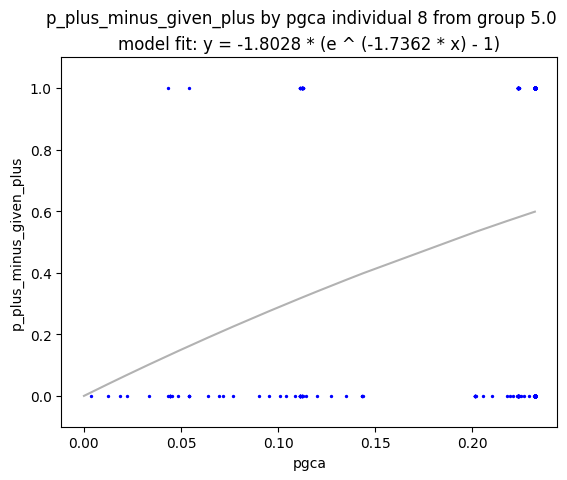 p_plus_minus_given_plus by pgca individual 8 from group 5.0
model fit: y = -1.8028 * (e ^ (-1.7362 * x) - 1)
1.0
0.8
0.6
0.4
0.2
0.0
p_plus_minus_given_plus
0.00 0.05 0.10 0.15 0.20
pgca